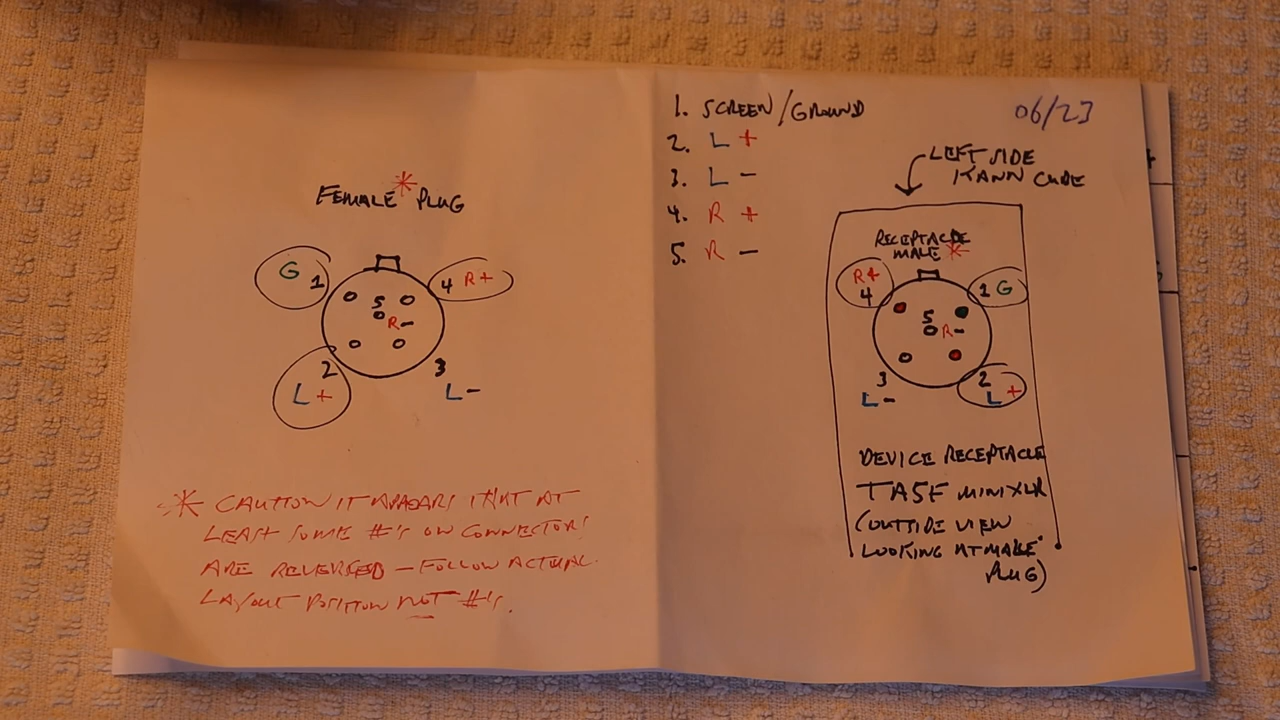 FEMALE* PLUG
G 1
4 R+
5
R-
2
L +
3
L -
* CAUTION IT APPEARS THAT AT
LEAST SOME #'S ON CONNECTORS
ARE REVERSED - FOLLOW ACTUAL
LAYOUT POSITION NOT #'S.
1. SCREEN/GROUND
2. L +
3. L -
4. R +
5. R -
06/23
LEFT SIDE
KANN CUBE
RECEPTACLE
MALE *
R+
4
1 G
5
R-
3
L -
2
L +
DEVICE RECEPTACLE
TA5F MINIXLR
(OUTSIDE VIEW
LOOKING AT MALE
PLUG)